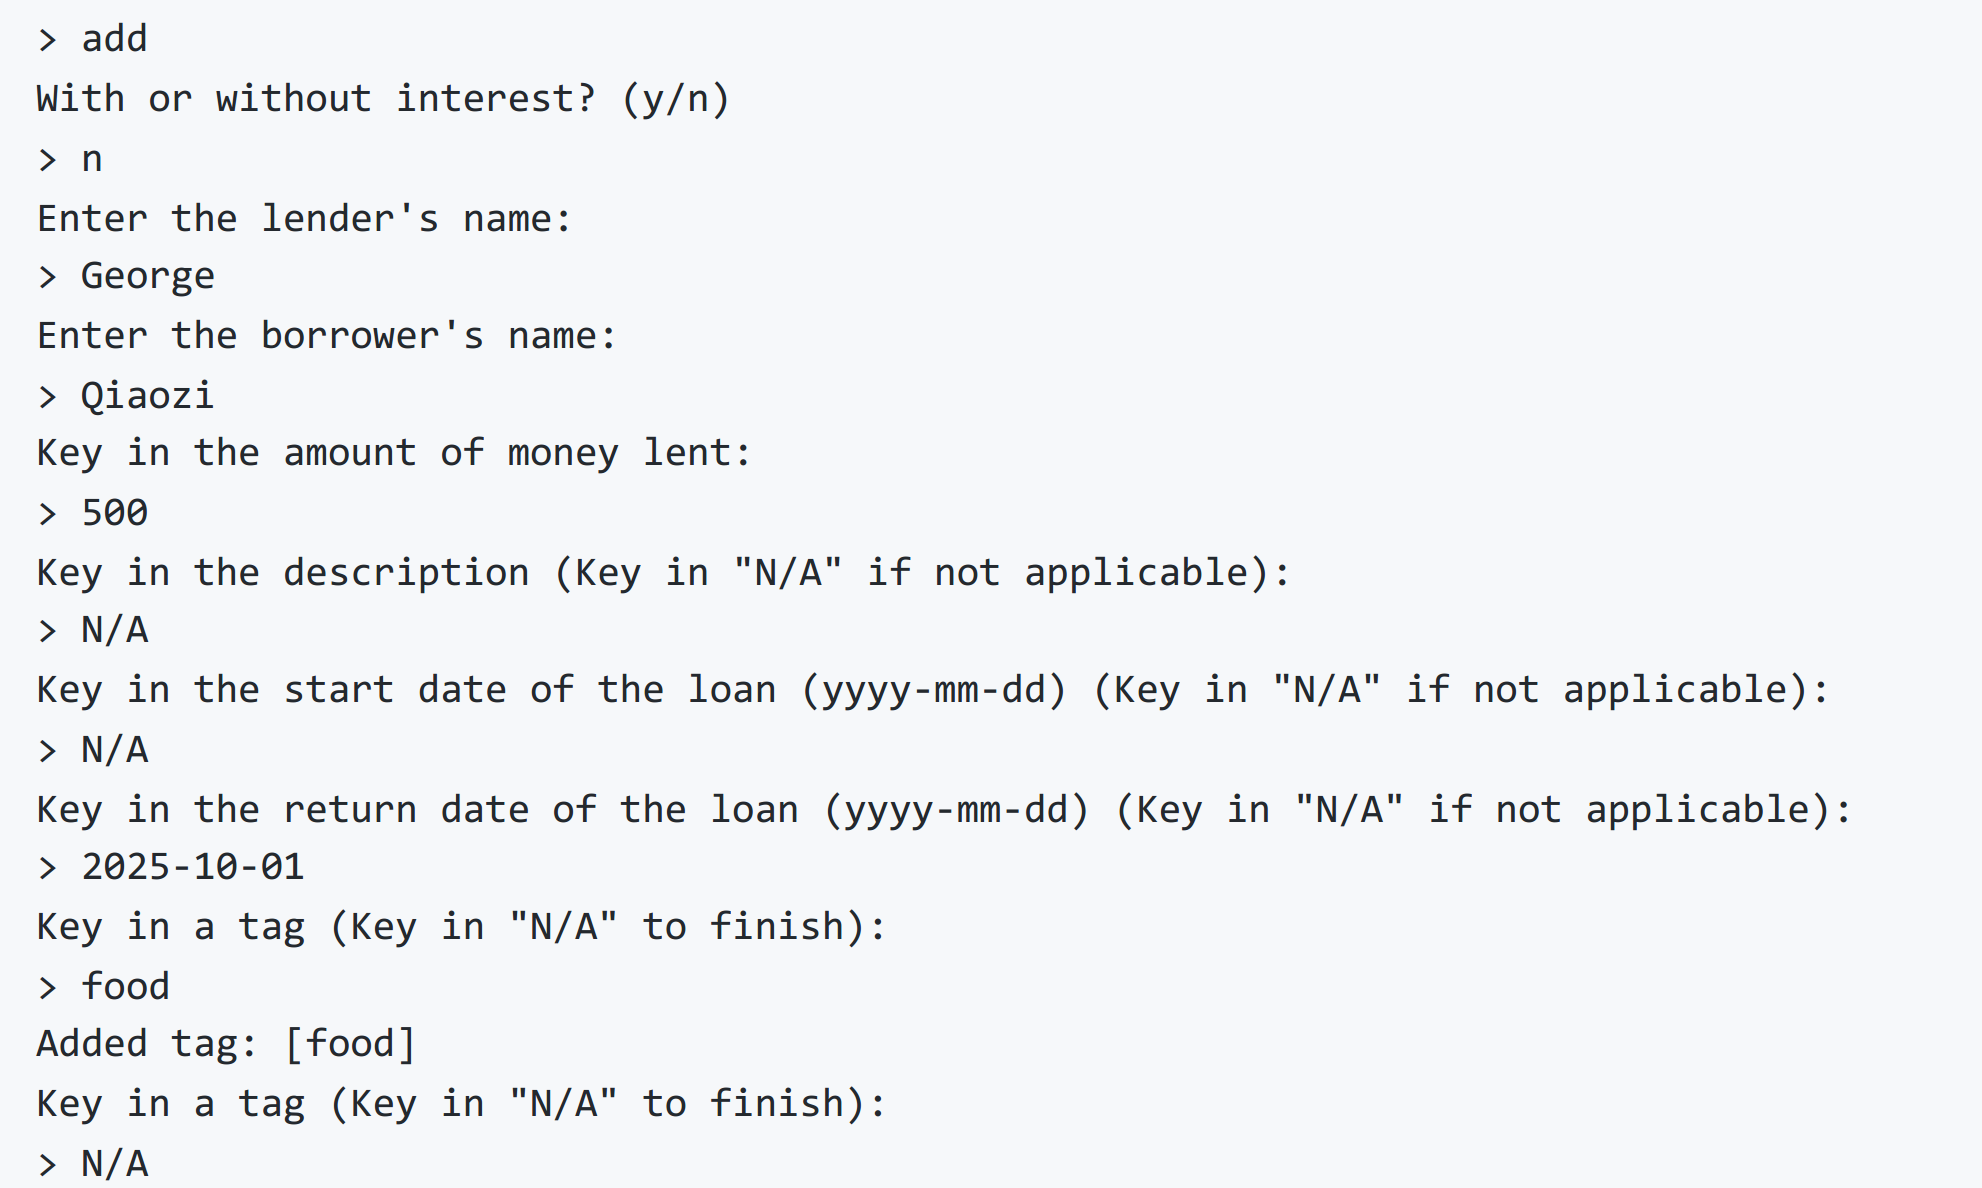 > add
With or without interest? (y/n)
> n
Enter the lender's name:
> George
Enter the borrower's name:
> Qiaozi
Key in the amount of money lent:
> 500
Key in the description (Key in "N/A" if not applicable):
> N/A
Key in the start date of the loan (yyyy-mm-dd) (Key in "N/A" if not applicable):
> N/A
Key in the return date of the loan (yyyy-mm-dd) (Key in "N/A" if not applicable):
> 2025-10-01
Key in a tag (Key in "N/A" to finish):
> food
Added tag: [food]
Key in a tag (Key in "N/A" to finish):
> N/A